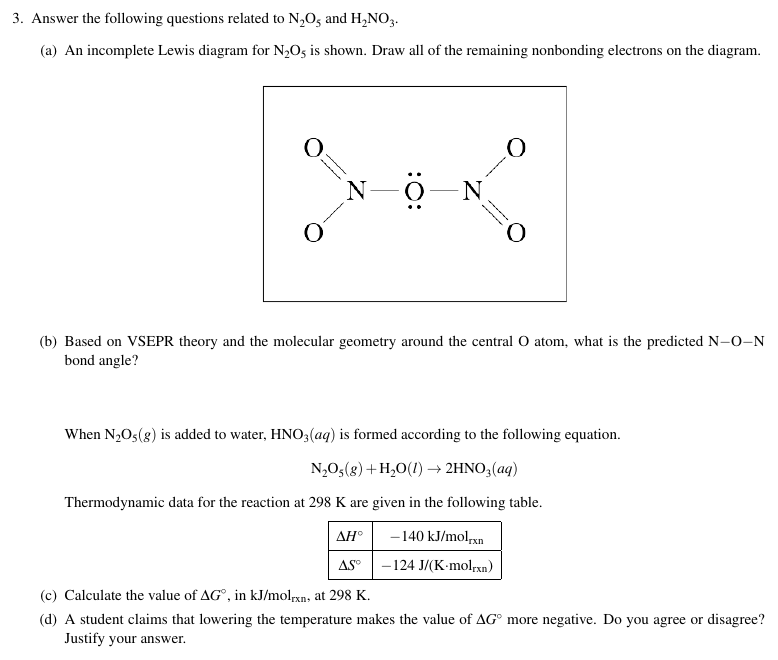 3. Answer the following questions related to N₂O₅ and H₂NO₃.
(a) An incomplete Lewis diagram for N₂O₅ is shown. Draw all of the remaining nonbonding electrons on the diagram.
O O
N O N
O O
(b) Based on VSEPR theory and the molecular geometry around the central O atom, what is the predicted N−O−N
bond angle?
When N₂O₅(g) is added to water, HNO₃(aq) is formed according to the following equation.
N₂O₅(g) + H₂O(l) → 2HNO₃(aq)
Thermodynamic data for the reaction at 298 K are given in the following table.
ΔH° −140 kJ/molᵣₓₙ
ΔS° −124 J/(K·molᵣₓₙ)
(c) Calculate the value of ΔG°, in kJ/molᵣₓₙ, at 298 K.
(d) A student claims that lowering the temperature makes the value of ΔG° more negative. Do you agree or disagree?
Justify your answer.